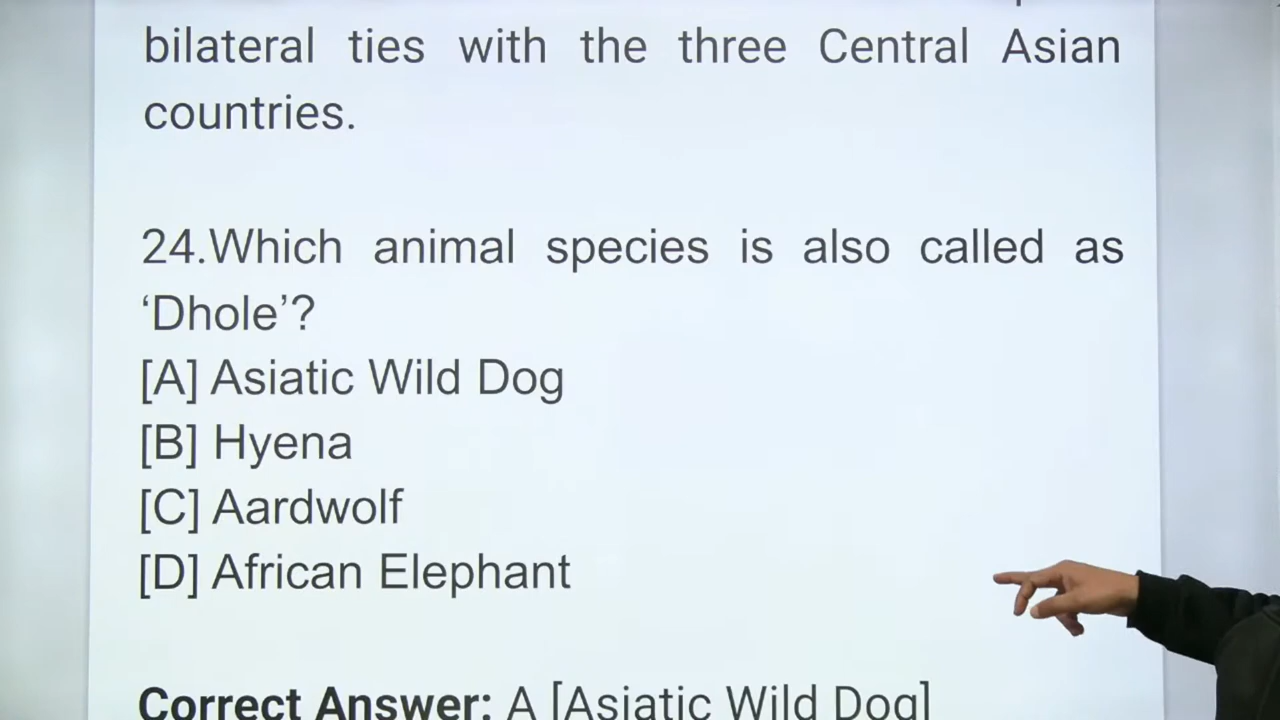 bilateral ties with the three Central Asian
countries.
24.Which animal species is also called as
‘Dhole’?
[A] Asiatic Wild Dog
[B] Hyena
[C] Aardwolf
[D] African Elephant
Correct Answer: A [Asiatic Wild Dog]